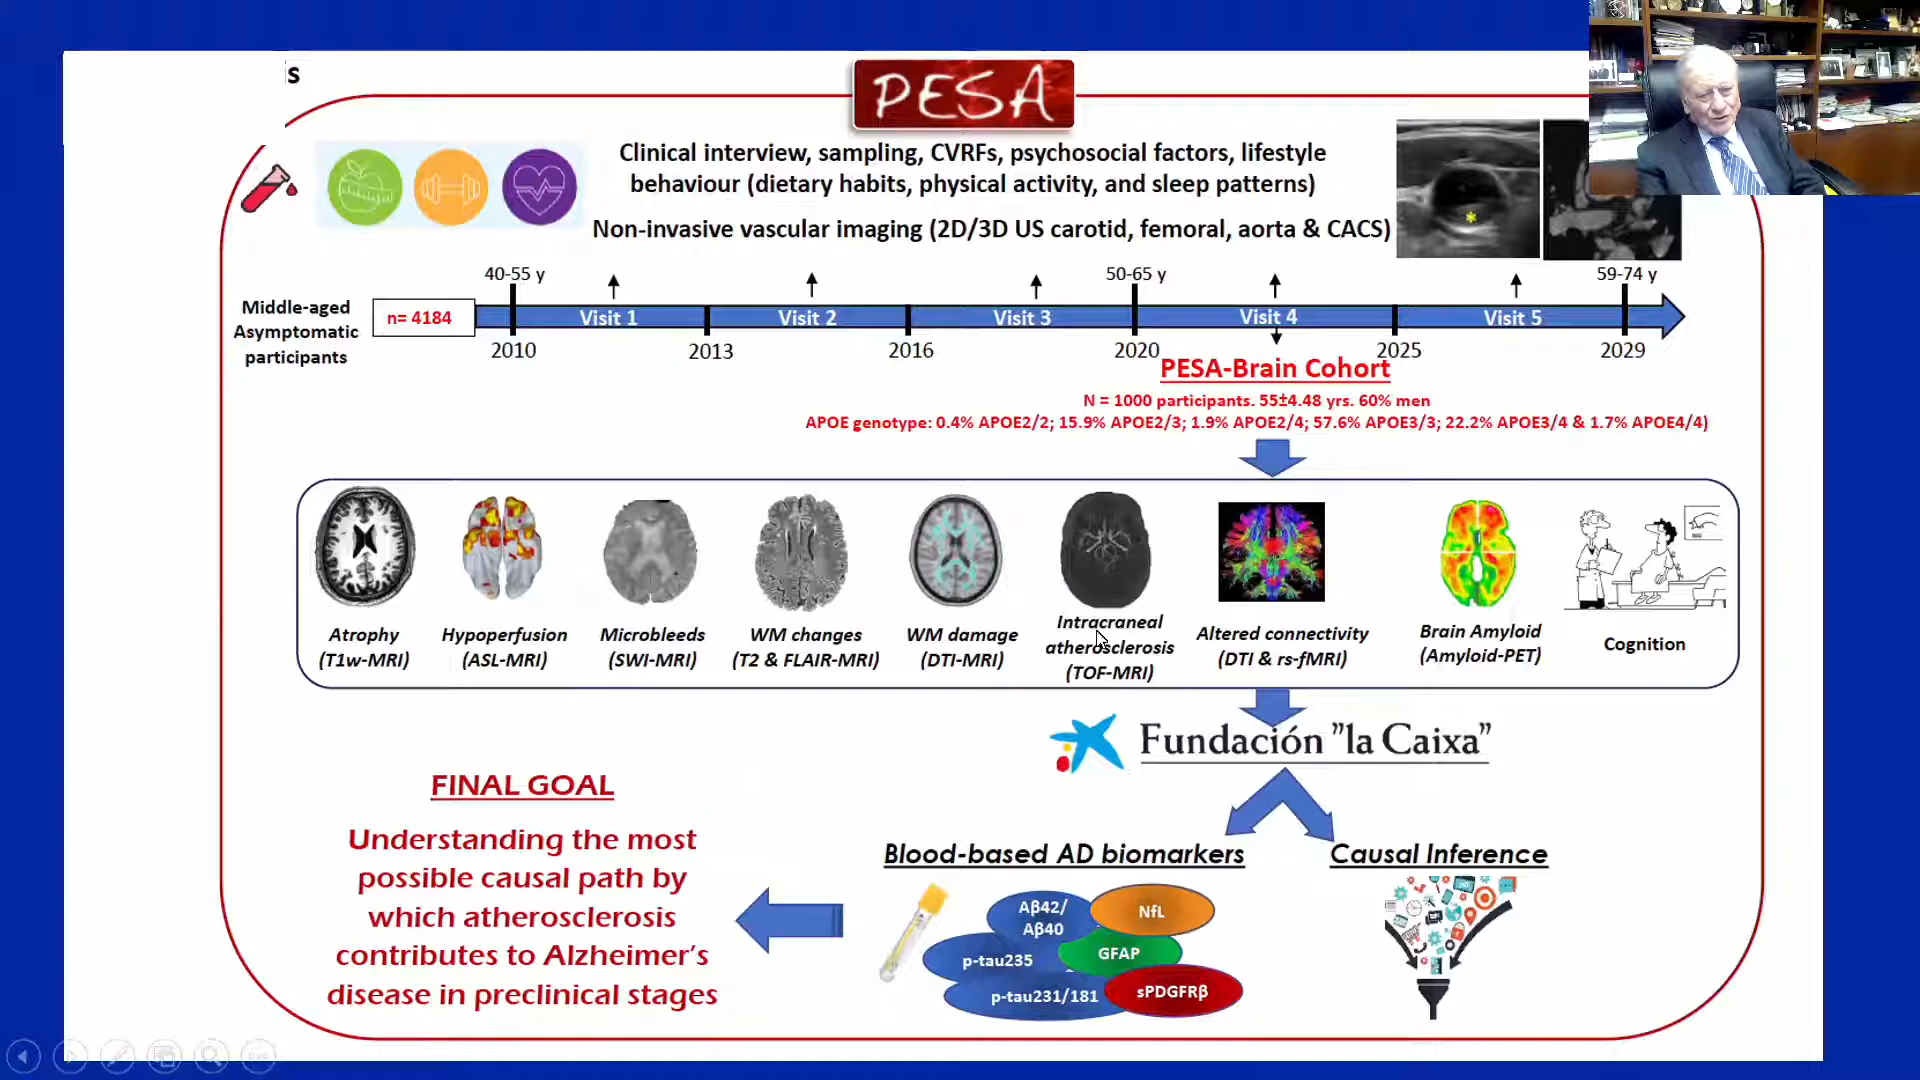 s
PESA
Clinical interview, sampling, CVRFs, psychosocial factors, lifestyle
behaviour (dietary habits, physical activity, and sleep patterns)
Non-invasive vascular imaging (2D/3D US carotid, femoral, aorta & CACS)
*
40-55 y
50-65 y
59-74 y
Middle-aged
Asymptomatic
participants
n= 4184
Visit 1
Visit 2
Visit 3
Visit 4
Visit 5
2010
2013
2016
2020
2025
2029
PESA-Brain Cohort
N = 1000 participants. 55±4.48 yrs. 60% men
APOE genotype: 0.4% APOE2/2; 15.9% APOE2/3; 1.9% APOE2/4; 57.6% APOE3/3; 22.2% APOE3/4 & 1.7% APOE4/4)
Atrophy
(T1w-MRI)
Hypoperfusion
(ASL-MRI)
Microbleeds
(SWI-MRI)
WM changes
(T2 & FLAIR-MRI)
WM damage
(DTI-MRI)
Intracraneal
atherosclerosis
(TOF-MRI)
Altered connectivity
(DTI & rs-fMRI)
Brain Amyloid
(Amyloid-PET)
Cognition
Fundación "la Caixa"
FINAL GOAL
Understanding the most
possible causal path by
which atherosclerosis
contributes to Alzheimer's
disease in preclinical stages
Blood-based AD biomarkers
Aβ42/
Aβ40
NfL
p-tau235
GFAP
p-tau231/181
sPDGFRβ
Causal Inference